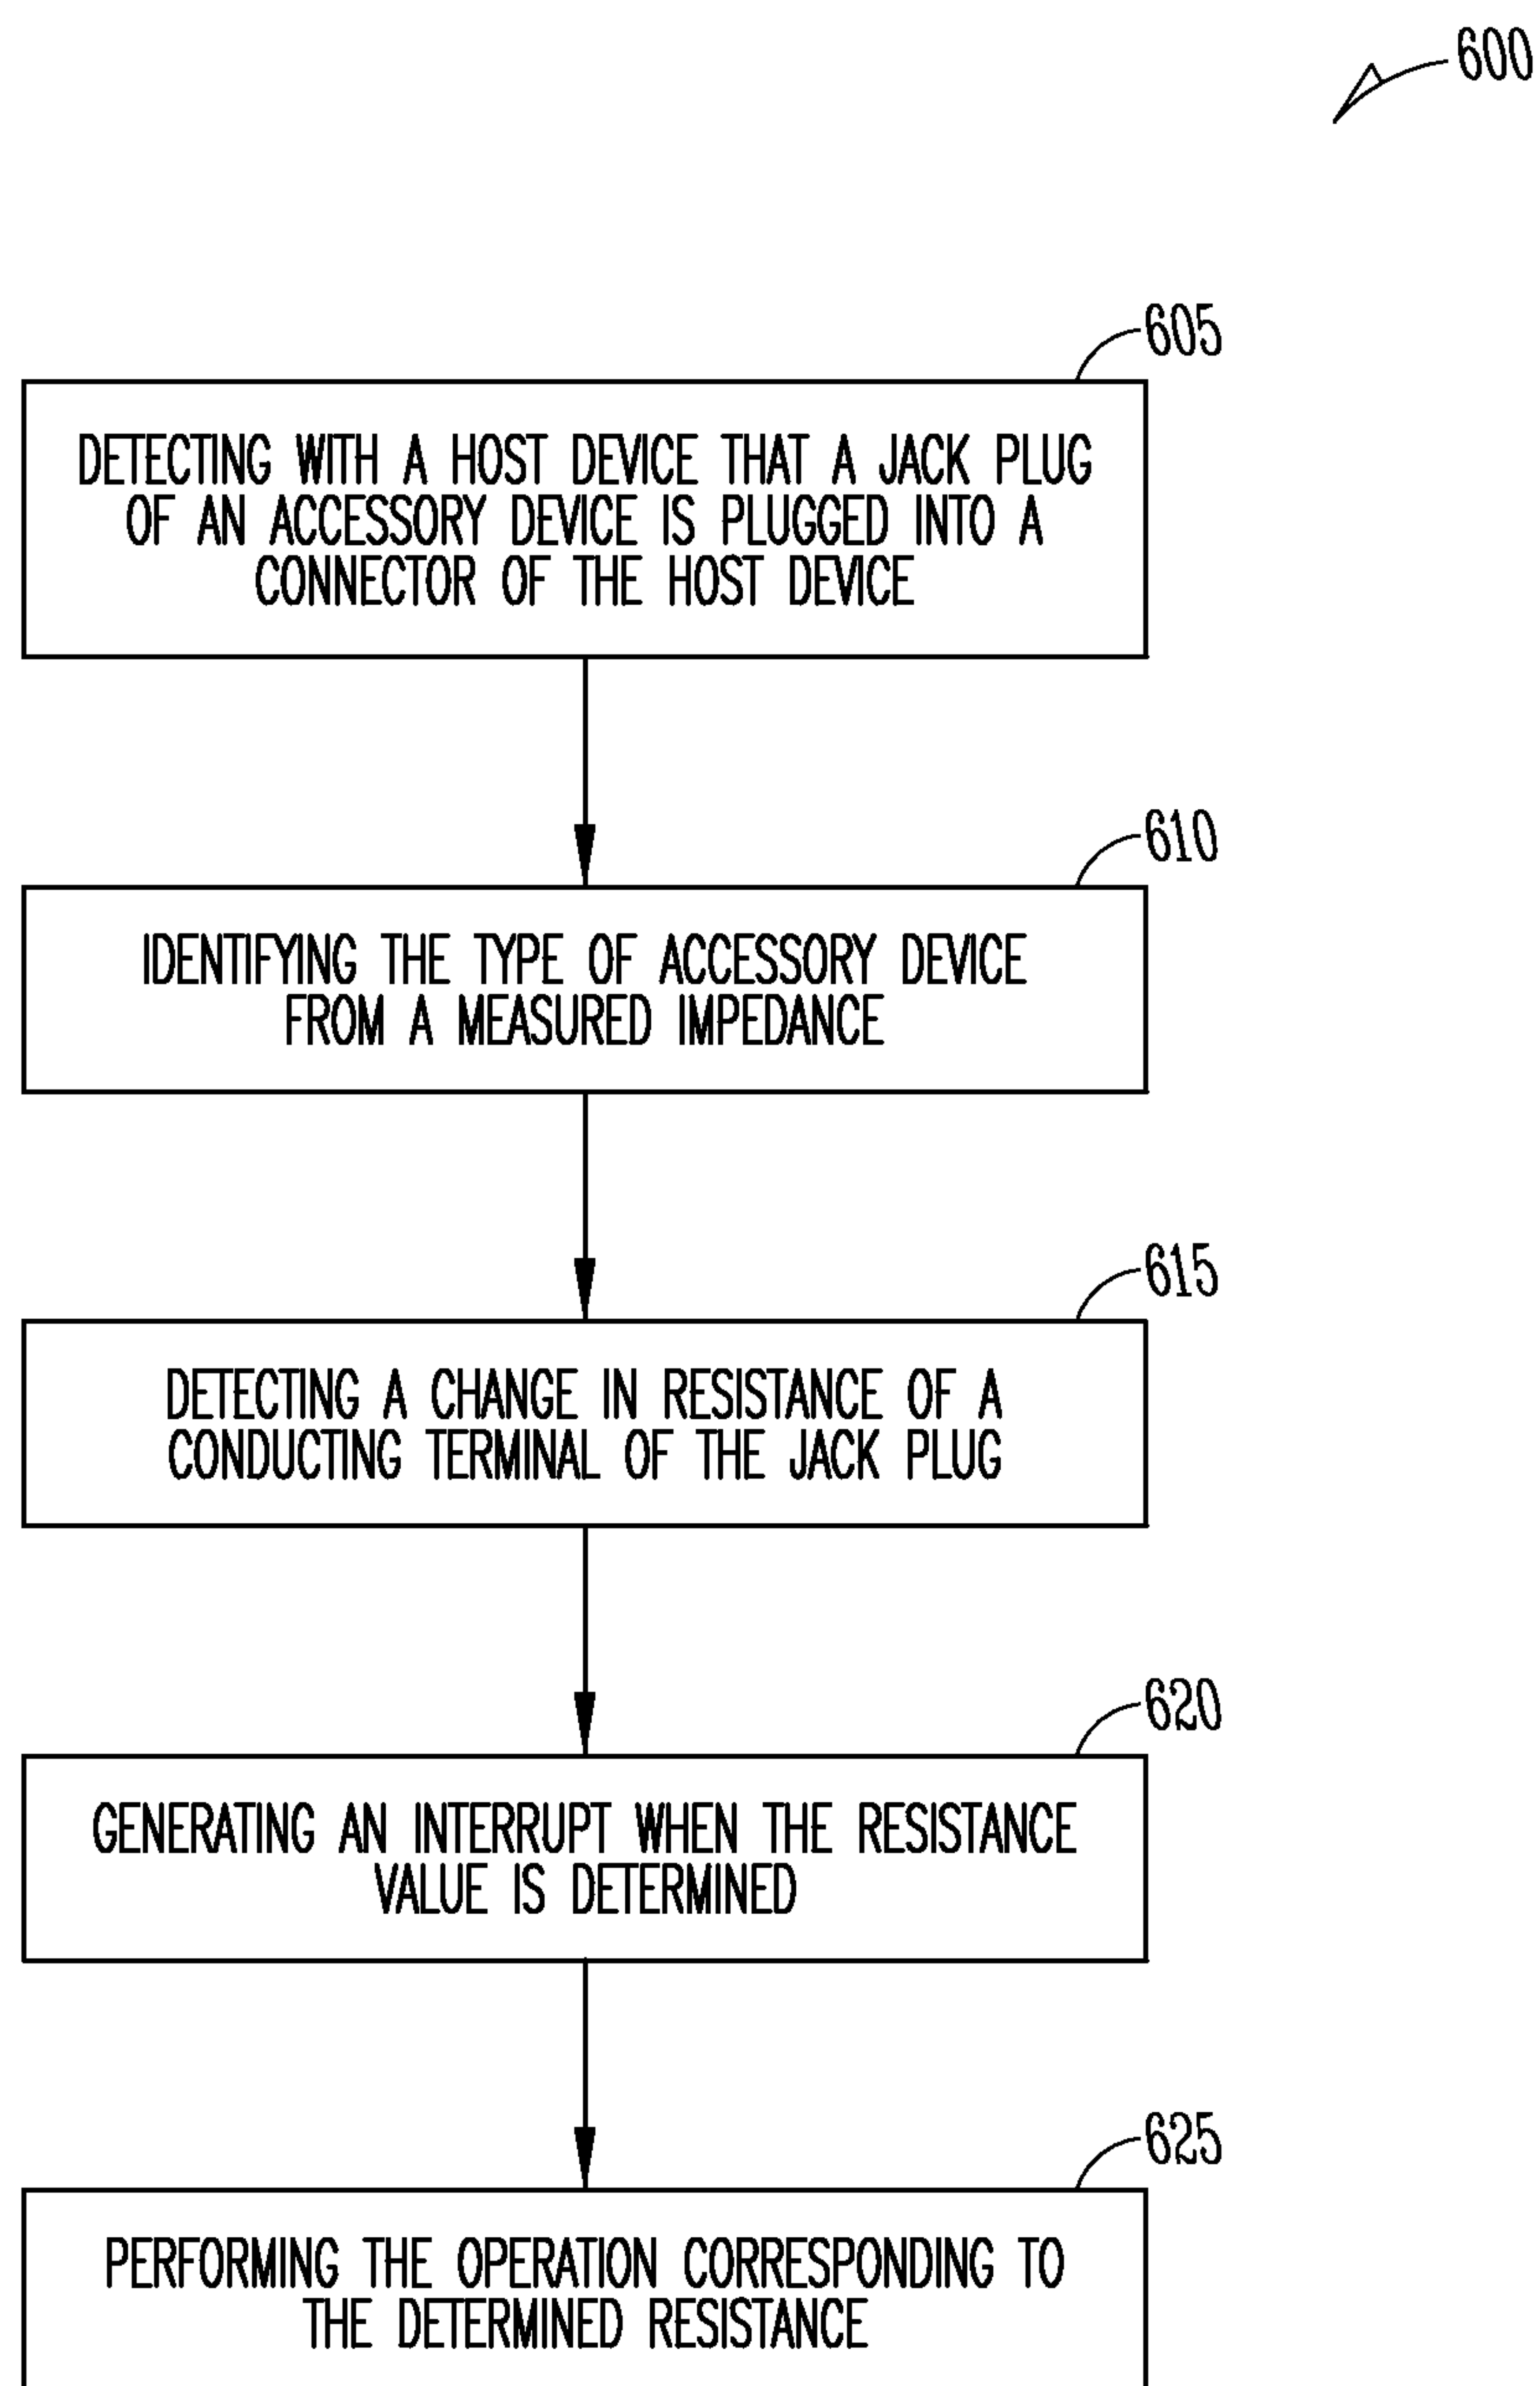 600
605
DETECTING WITH A HOST DEVICE THAT A JACK PLUG
OF AN ACCESSORY DEVICE IS PLUGGED INTO A
CONNECTOR OF THE HOST DEVICE
610
IDENTIFYING THE TYPE OF ACCESSORY DEVICE
FROM A MEASURED IMPEDANCE
615
DETECTING A CHANGE IN RESISTANCE OF A
CONDUCTING TERMINAL OF THE JACK PLUG
620
GENERATING AN INTERRUPT WHEN THE RESISTANCE
VALUE IS DETERMINED
625
PERFORMING THE OPERATION CORRESPONDING TO
THE DETERMINED RESISTANCE